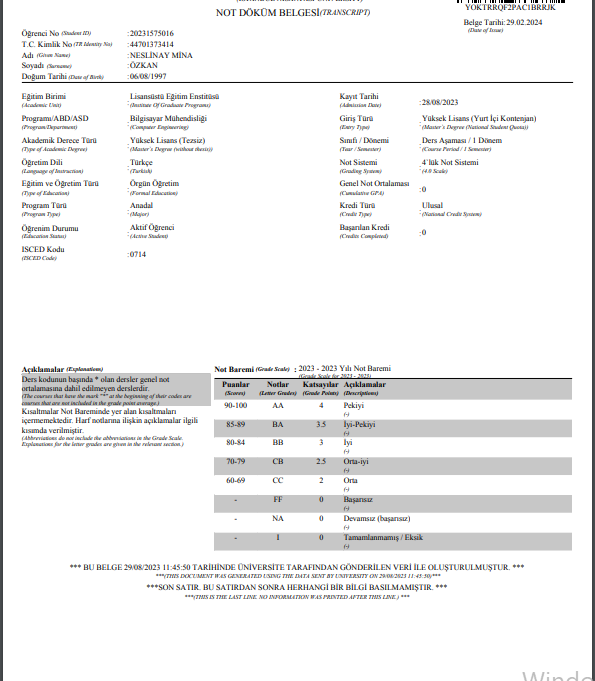 NOT DÖKÜM BELGESİ(TRANSCRIPT)
YOKTRRQF2PAC1BRRJK
Belge Tarihi:29.02.2024
(Date of Issue)
Öğrenci No (Student ID) :20231575016
T.C. Kimlik No (TR Identity No) :44701373414
Adı (Given Name) :NESLİNAY MİNA
Soyadı (Surname) :ÖZKAN
Doğum Tarihi (Date of Birth) :06/08/1997
Eğitim Birimi :Lisansüstü Eğitim Enstitüsü Kayıt Tarihi :28/08/2023
(Academic Unit) (Institute Of Graduate Programs) (Admission Date)
Programı/ABD/ASD :Bilgisayar Mühendisliği Giriş Türü :Yüksek Lisans (Yurt İçi Kontenjan)
(Program/Department) (Computer Engineering) (Entry Type) (Master's Degree (National Student Quota))
Akademik Derece Türü :Yüksek Lisans (Tezsiz) Sınıfı / Dönemi :Ders Aşaması / 1 Dönem
(Type of Academic Degree) (Master's Degree (without thesis)) (Year / Semester) (Course Period / 1 Semester)
Öğretim Dili :Türkçe Not Sistemi :4'lük Not Sistemi
(Language of Instruction) (Turkish) (Grading System) (4.0 Scale)
Eğitim ve Öğretim Türü :Örgün Öğretim Genel Not Ortalaması :0
(Type of Education) (Formal Education) (Cumulative GPA)
Program Türü :Anadal Kredi Türü :Ulusal
(Program Type) (Major) (Credit Type) (National Credit System)
Öğrenim Durumu :Aktif Öğrenci Başarılan Kredi :0
(Education Status) (Active Student) (Credits Completed)
ISCED Kodu :0714
(ISCED Code)
Açıklamalar (Explanations)
Ders kodunun başında * olan dersler genel not
ortalamasına dahil edilmeyen derslerdir.
(The courses that have the mark "*" at the beginning of their codes are
courses that are not included in the grade point average.)
Kısaltmalar Not Bareminde yer alan kısaltmaları
içermemektedir. Harf notlarına ilişkin açıklamalar ilgili
kısımda verilmiştir.
(Abbreviations do not include the abbreviations in the Grade Scale.
Explanations for the letter grades are given in the relevant section.)
Not Baremi (Grade Scale) : 2023 - 2023 Yılı Not Baremi
(Grade Scale for 2023 - 2023)
Puanlar Notlar Katsayılar Açıklamalar
(Scores) (Letter Grades) (Grade Points) (Descriptions)
90-100 AA 4 Pekiyi
(-)
85-89 BA 3.5 İyi-Pekiyi
(-)
80-84 BB 3 İyi
(-)
70-79 CB 2.5 Orta-iyi
(-)
60-69 CC 2 Orta
(-)
- FF 0 Başarısız
(-)
- NA 0 Devamsız (başarısız)
(-)
- I 0 Tamamlanmamış / Eksik
(-)
*** BU BELGE 29/08/2023 11:45:50 TARİHİNDE ÜNİVERSİTE TARAFINDAN GÖNDERİLEN VERİ İLE OLUŞTURULMUŞTUR. ***
***(THIS DOCUMENT WAS GENERATED USING THE DATA SENT BY UNIVERSITY ON 29/08/2023 11:45:50)***
***SON SATIR. BU SATIRDAN SONRA HERHANGİ BİR BİLGİ BASILMAMIŞTIR. ***
***(THIS IS THE LAST LINE. NO INFORMATION WAS PRINTED AFTER THIS LINE.) ***